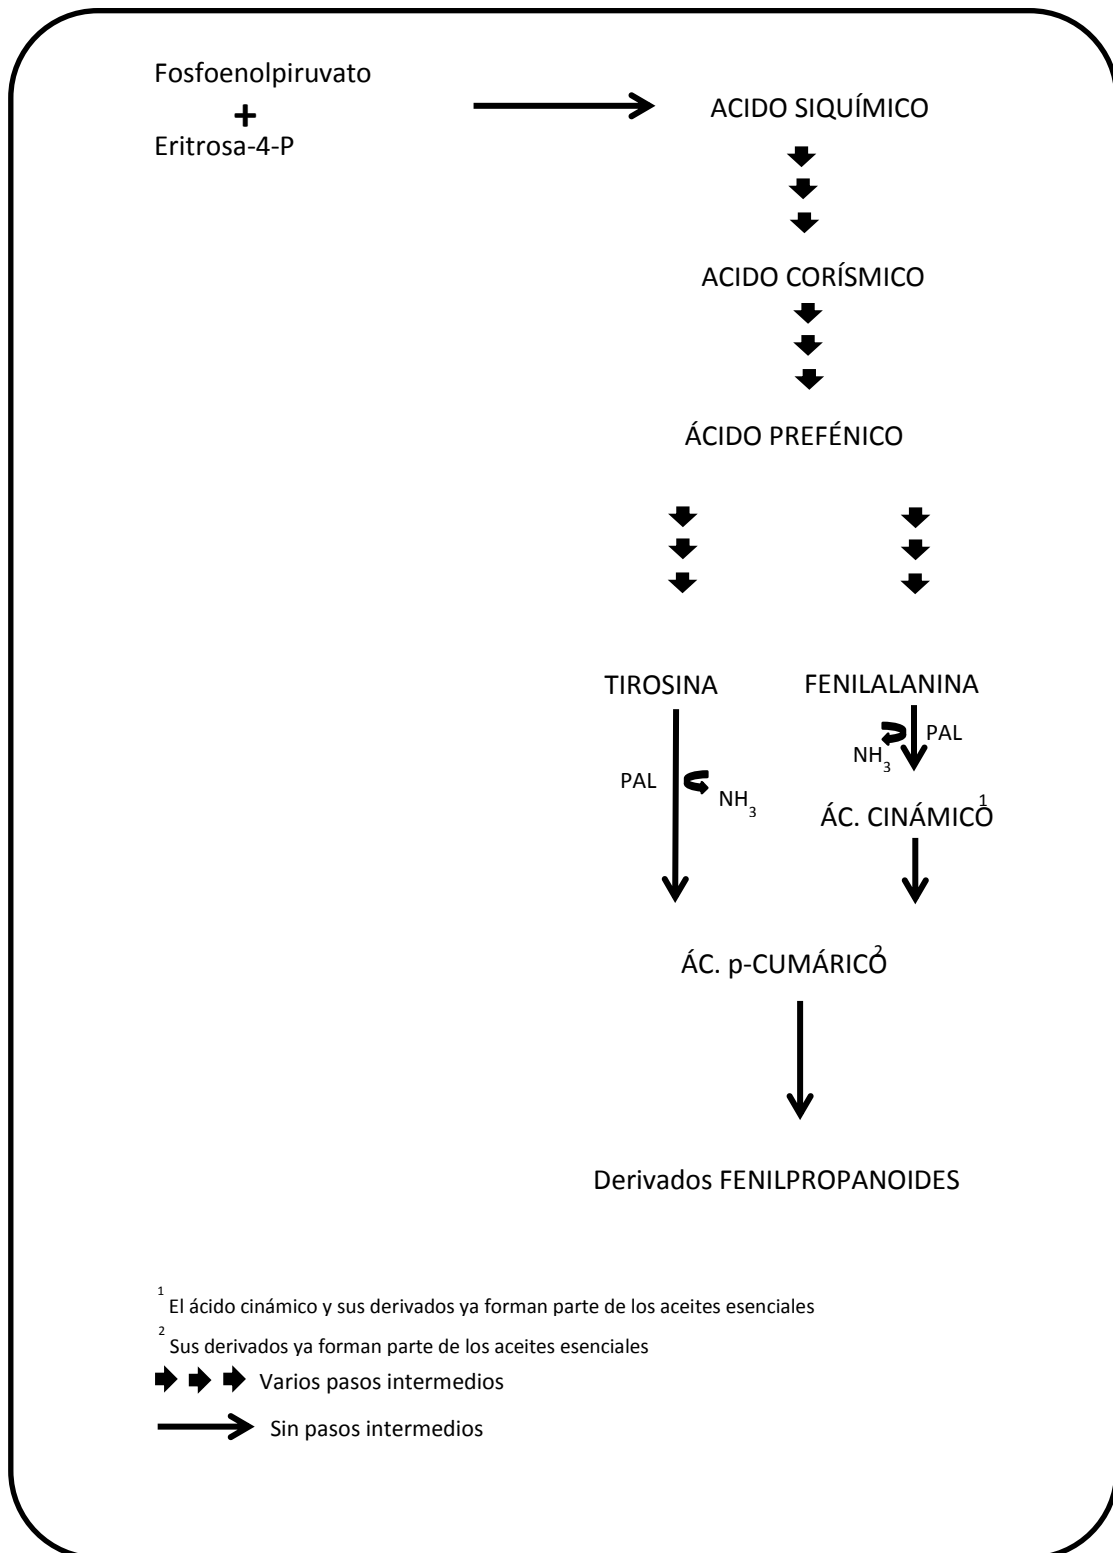 Fosfoenolpiruvato
+
Eritrosa-4-P
ACIDO SIQUÍMICO
ACIDO CORÍSMICO
ÁCIDO PREFÉNICO
TIROSINA
FENILALANINA
PAL
NH3
PAL
NH3
ÁC. CINÁMICO1
ÁC. p-CUMÁRICO2
Derivados FENILPROPANOIDES
1 El ácido cinámico y sus derivados ya forman parte de los aceites esenciales
2 Sus derivados ya forman parte de los aceites esenciales
Varios pasos intermedios
Sin pasos intermedios